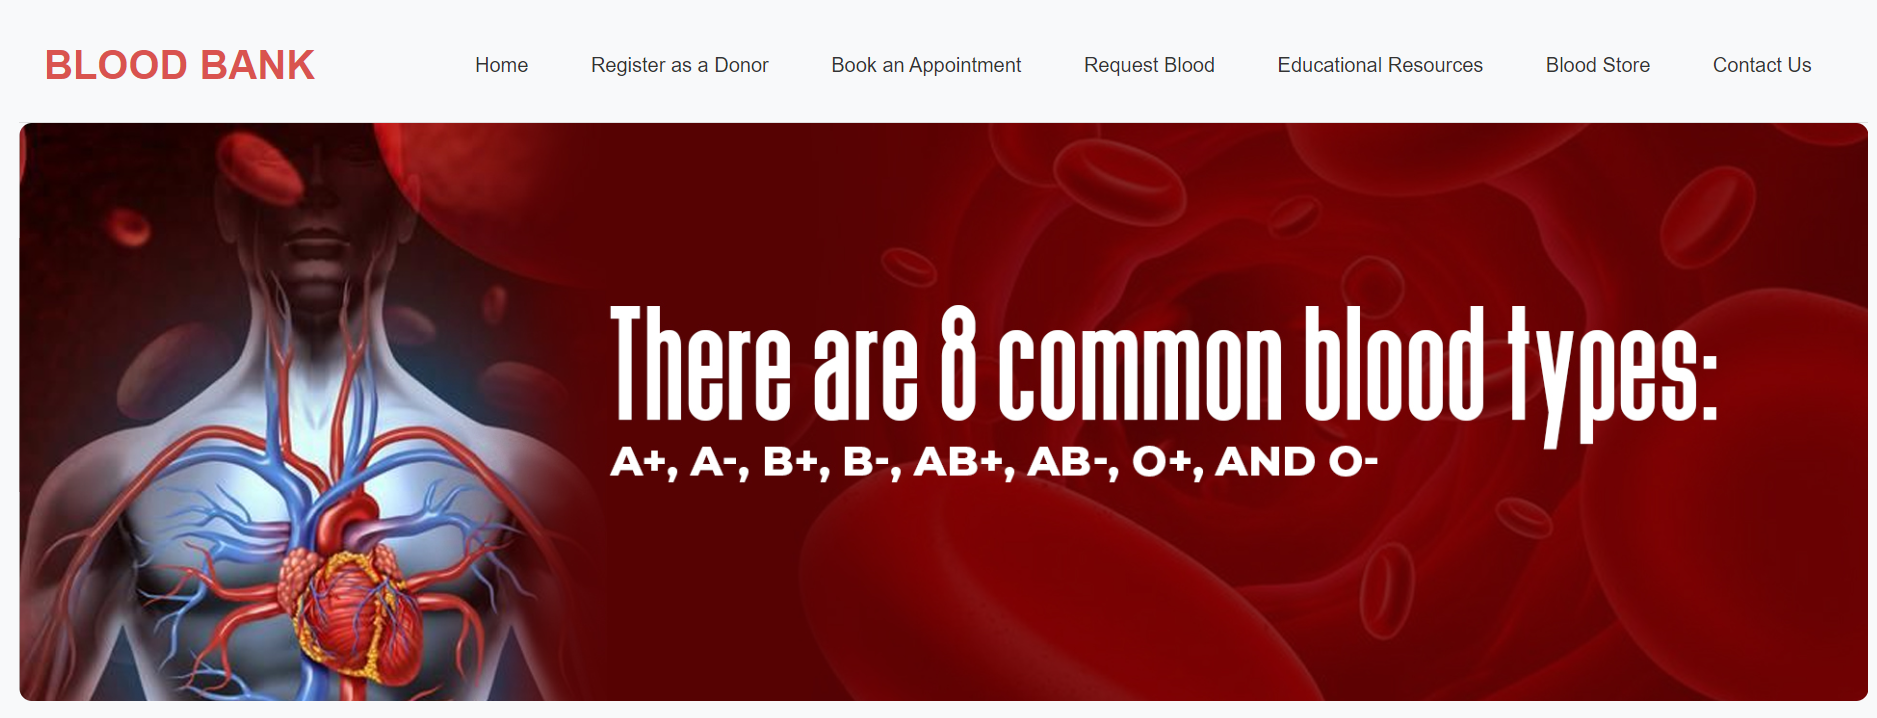 BLOOD BANK
Home
Register as a Donor
Book an Appointment
Request Blood
Educational Resources
Blood Store
Contact Us
There are 8 common blood types:
A+, A-, B+, B-, AB+, AB-, O+, AND O-